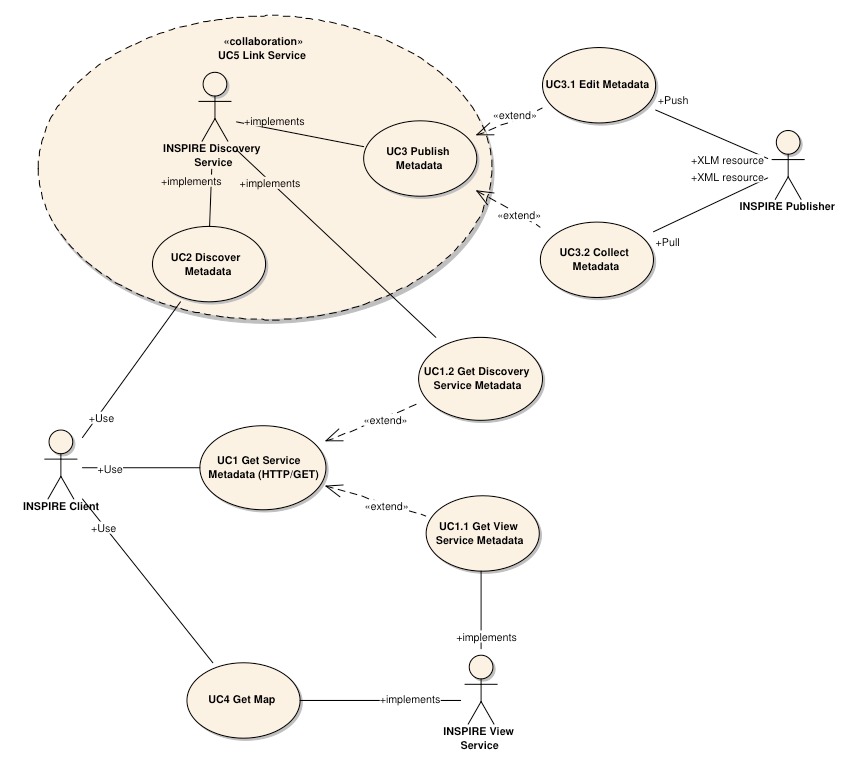 «collaboration»
UC5 Link Service
UC3.1 Edit Metadata
+Push
«extend»
+implements
INSPIRE Discovery
Service
UC3 Publish
Metadata
+XLM resource
+XML resource
INSPIRE Publisher
+implements
+implements
«extend»
UC3.2 Collect
Metadata
+Pull
UC2 Discover
Metadata
UC1.2 Get Discovery
Service Metadata
+Use
«extend»
UC1 Get Service
Metadata (HTTP/GET)
+Use
INSPIRE Client
+Use
«extend»
UC1.1 Get View
Service Metadata
+implements
UC4 Get Map
+implements
INSPIRE View
Service